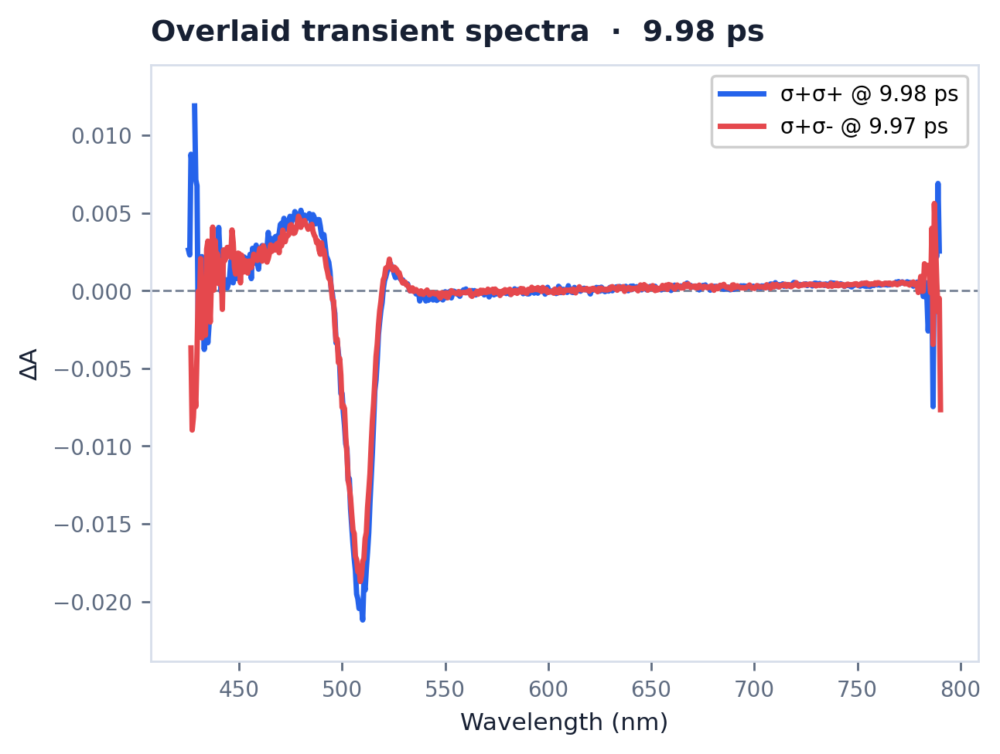 Overlaid transient spectra · 9.98 ps
σ+σ+ @ 9.98 ps
σ+σ- @ 9.97 ps
0.010
0.005
0.000
−0.005
−0.010
−0.015
−0.020
ΔA
450 500 550 600 650 700 750 800
Wavelength (nm)